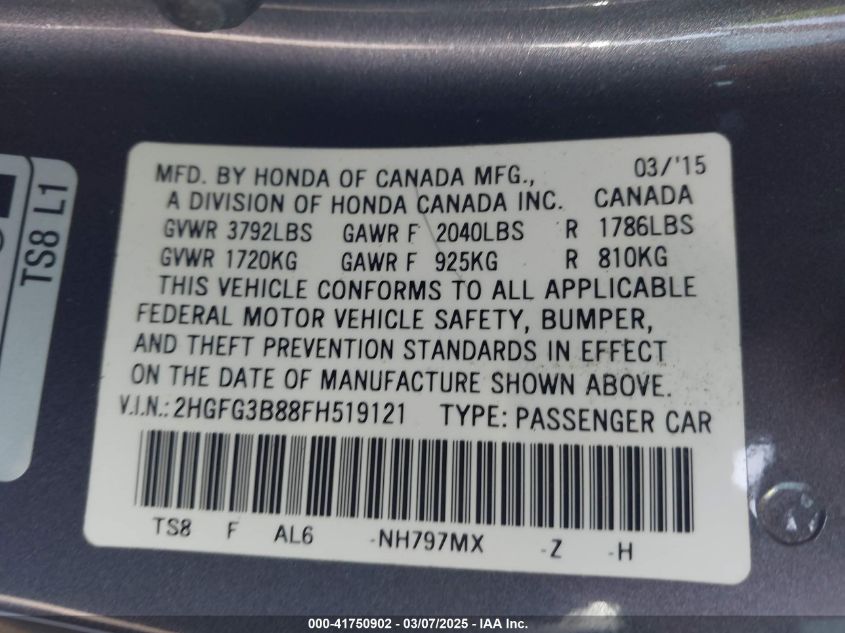 MFD. BY HONDA OF CANADA MFG., 03/'15
A DIVISION OF HONDA CANADA INC. CANADA
GVWR 3792LBS GAWR F 2040LBS R 1786LBS
GVWR 1720KG GAWR F 925KG R 810KG
THIS VEHICLE CONFORMS TO ALL APPLICABLE
FEDERAL MOTOR VEHICLE SAFETY, BUMPER,
AND THEFT PREVENTION STANDARDS IN EFFECT
ON THE DATE OF MANUFACTURE SHOWN ABOVE.
V.I.N.: 2HGFG3B88FH519121 TYPE: PASSENGER CAR
TS8 F AL6 -NH797MX -Z -H
TS8 L1
000-41750902 - 03/07/2025 - IAA Inc.